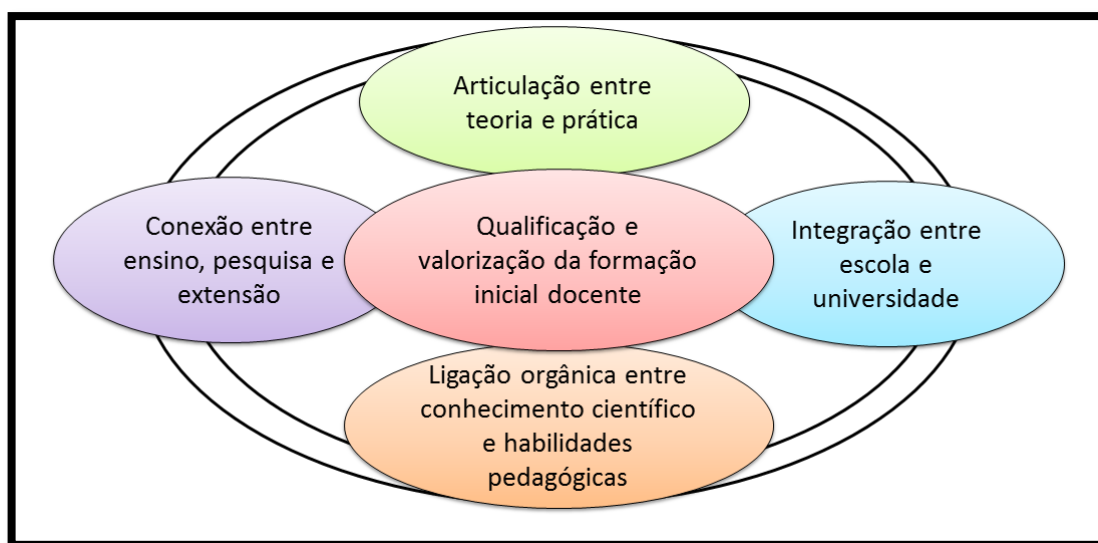 Articulação entre
teoria e prática
Conexão entre
ensino, pesquisa e
extensão
Qualificação e
valorização da formação
inicial docente
Integração entre
escola e
universidade
Ligação orgânica entre
conhecimento científico
e habilidades
pedagógicas